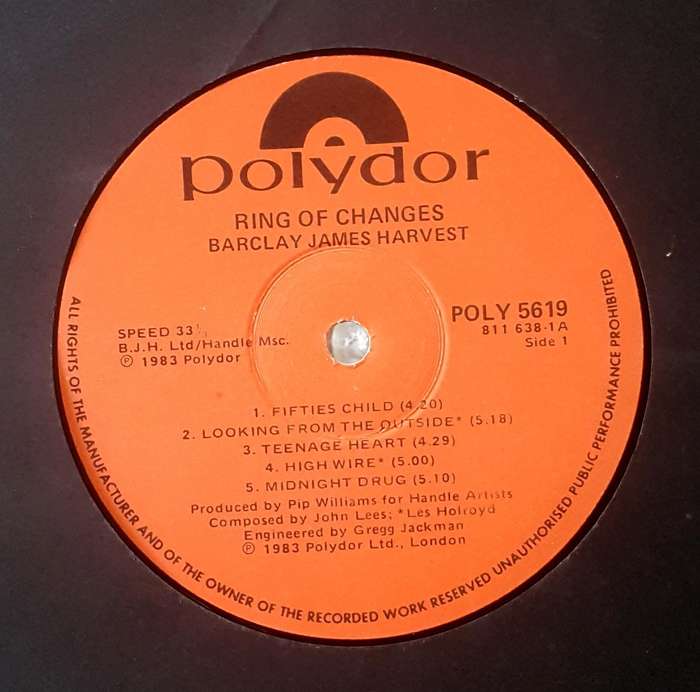 polydor
RING OF CHANGES
BARCLAY JAMES HARVEST
SPEED 33⅓
B.J.H. Ltd/Handle Msc.
℗ 1983 Polydor
POLY 5619
811 638-1A
Side 1
1. FIFTIES CHILD (4.20)
2. LOOKING FROM THE OUTSIDE* (5.18)
3. TEENAGE HEART (4.29)
4. HIGH WIRE* (5.00)
5. MIDNIGHT DRUG (5.10)
Produced by Pip Williams for Handle Artists
Composed by John Lees; *Les Holroyd
Engineered by Gregg Jackman
℗ 1983 Polydor Ltd., London
ALL RIGHTS OF THE MANUFACTURER AND OF THE OWNER OF THE RECORDED WORK RESERVED UNAUTHORISED PUBLIC PERFORMANCE PROHIBITED